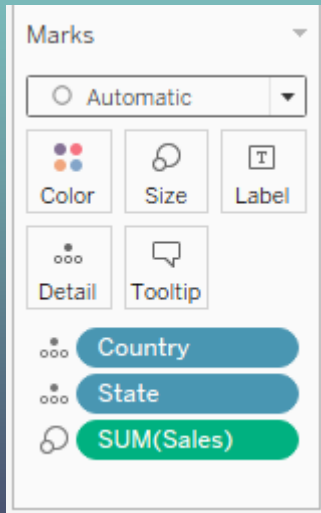 Marks
Automatic
Color Size Label
Detail Tooltip
Country
State
SUM(Sales)